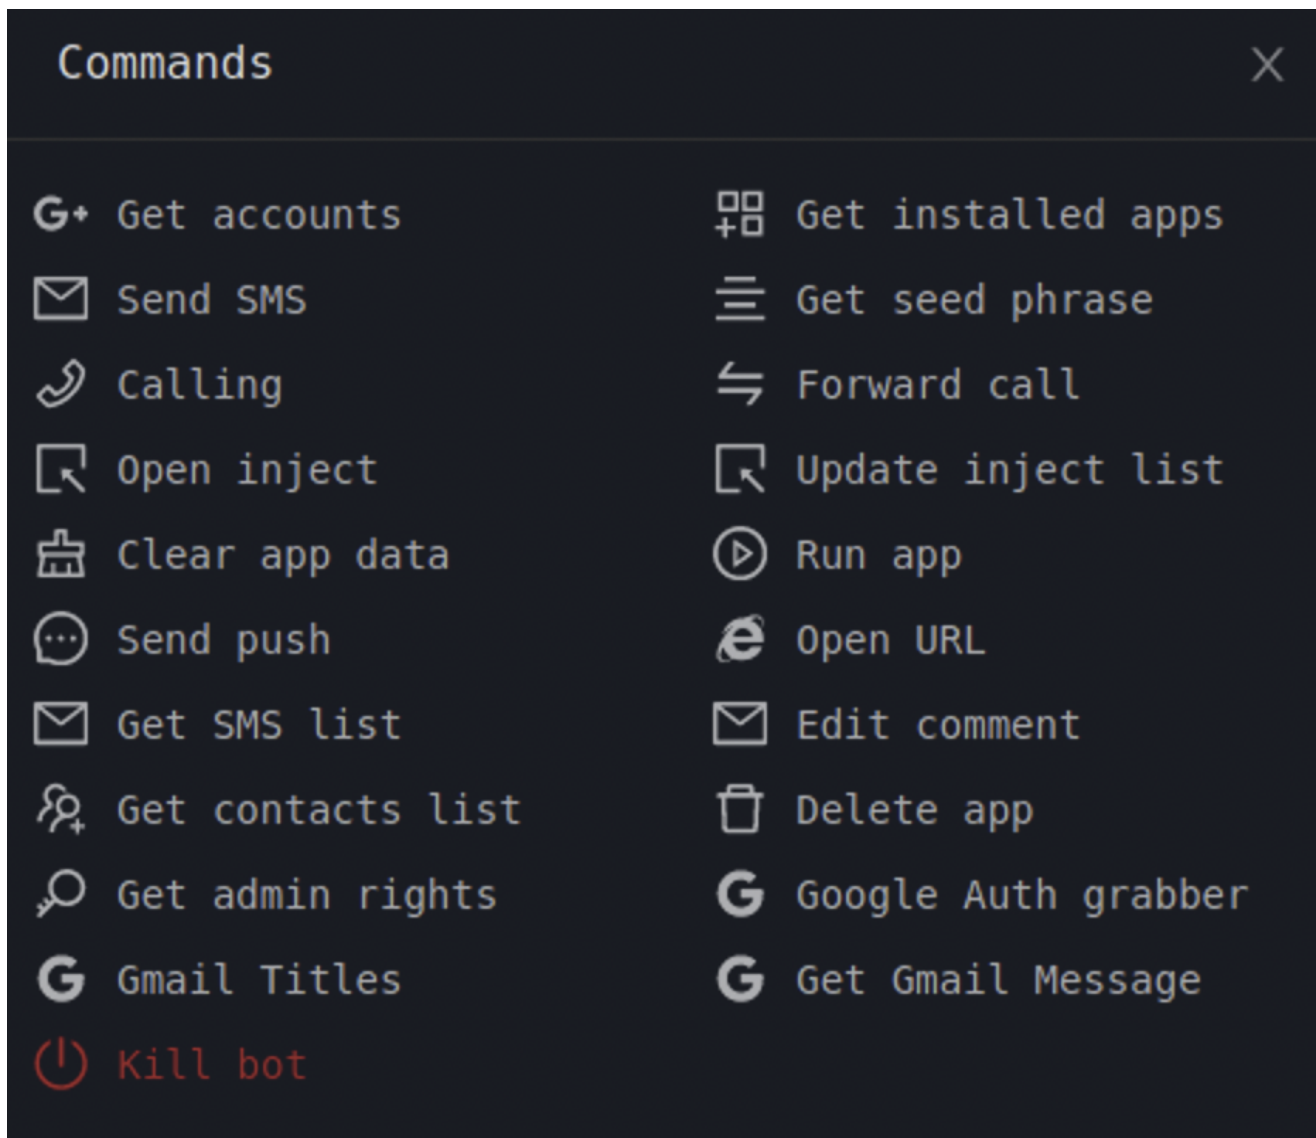 Commands
Get accounts
Get installed apps
Send SMS
Get seed phrase
Calling
Forward call
Open inject
Update inject list
Clear app data
Run app
Send push
Open URL
Get SMS list
Edit comment
Get contacts list
Delete app
Get admin rights
Google Auth grabber
Gmail Titles
Get Gmail Message
Kill bot